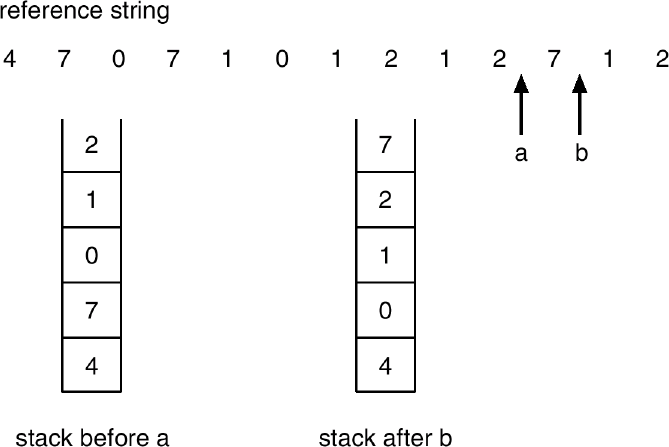 reference string
4 7 0 7 1 0 1 2 1 2 7 1 2
a b
2 7
1 2
0 1
7 0
4 4
stack before a stack after b